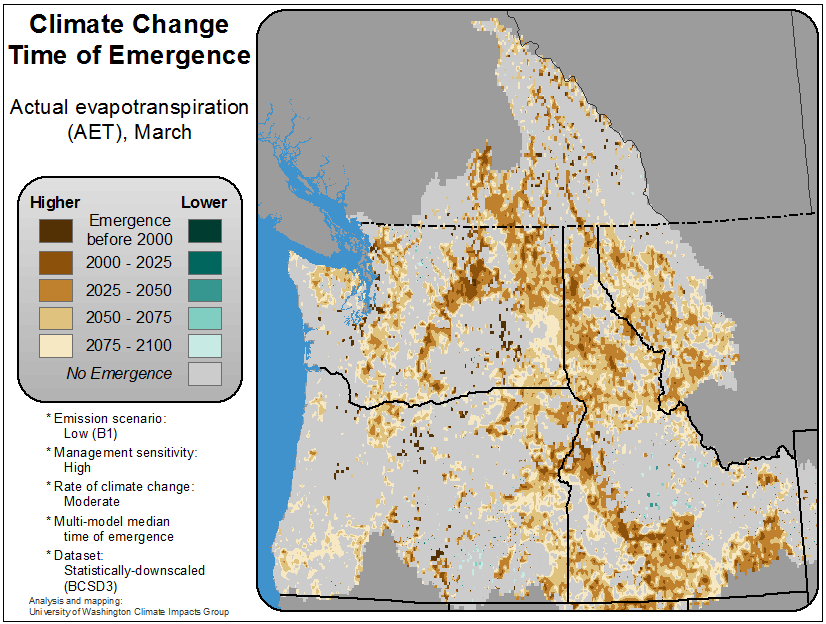 Climate Change
Time of Emergence
Actual evapotranspiration
(AET), March
Higher
Lower
Emergence
before 2000
2000 - 2025
2025 - 2050
2050 - 2075
2075 - 2100
No Emergence
* Emission scenario:
Low (B1)
* Management sensitivity:
High
* Rate of climate change:
Moderate
* Multi-model median
time of emergence
* Dataset:
Statistically-downscaled
(BCSD3)
Analysis and mapping:
University of Washington Climate Impacts Group